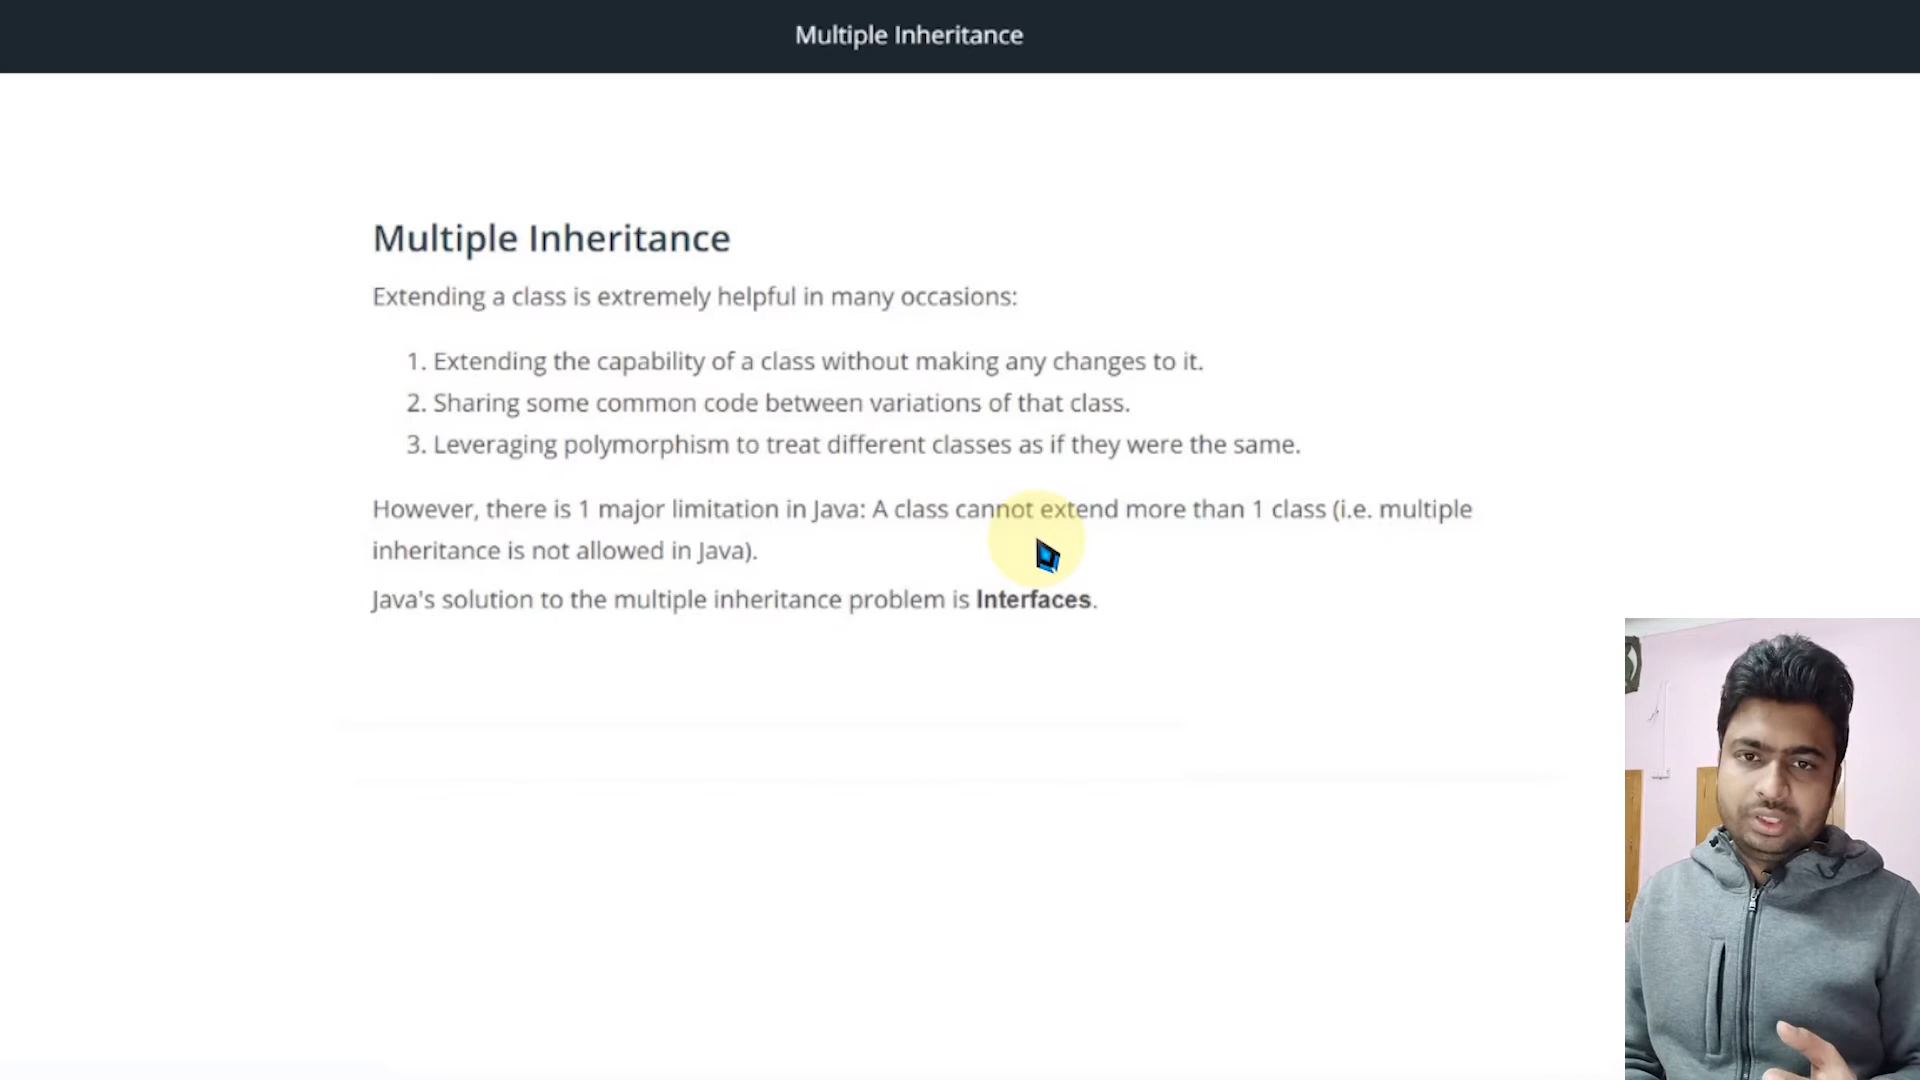 Multiple Inheritance
Multiple Inheritance
Extending a class is extremely helpful in many occasions:
1. Extending the capability of a class without making any changes to it.
2. Sharing some common code between variations of that class.
3. Leveraging polymorphism to treat different classes as if they were the same.
However, there is 1 major limitation in Java: A class cannot extend more than 1 class (i.e. multiple
inheritance is not allowed in Java).
Java's solution to the multiple inheritance problem is Interfaces.